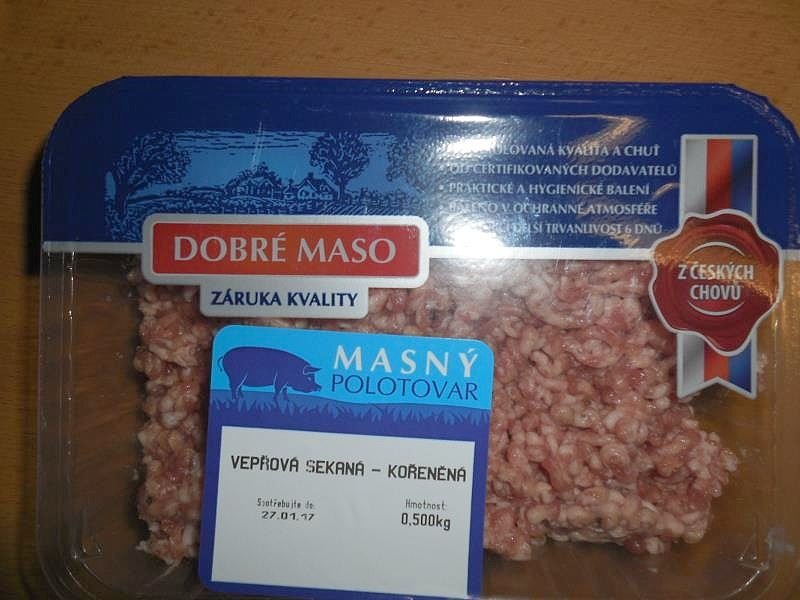 KVALITA A CHUŤ
• OD CERTIFIKOVANÝCH DODAVATELŮ
• PRAKTICKÉ A HYGIENICKÉ BALENÍ
BALENO V OCHRANNÉ ATMOSFÉŘE
DELŠÍ TRVANLIVOST 6 DNŮ
DOBRÉ MASO
ZÁRUKA KVALITY
Z ČESKÝCH
CHOVŮ
MASNÝ
POLOTOVAR
VEPŘOVÁ SEKANÁ - KOŘENĚNÁ
Spotřebujte do:
27.01.17
Hmotnost
0,500kg